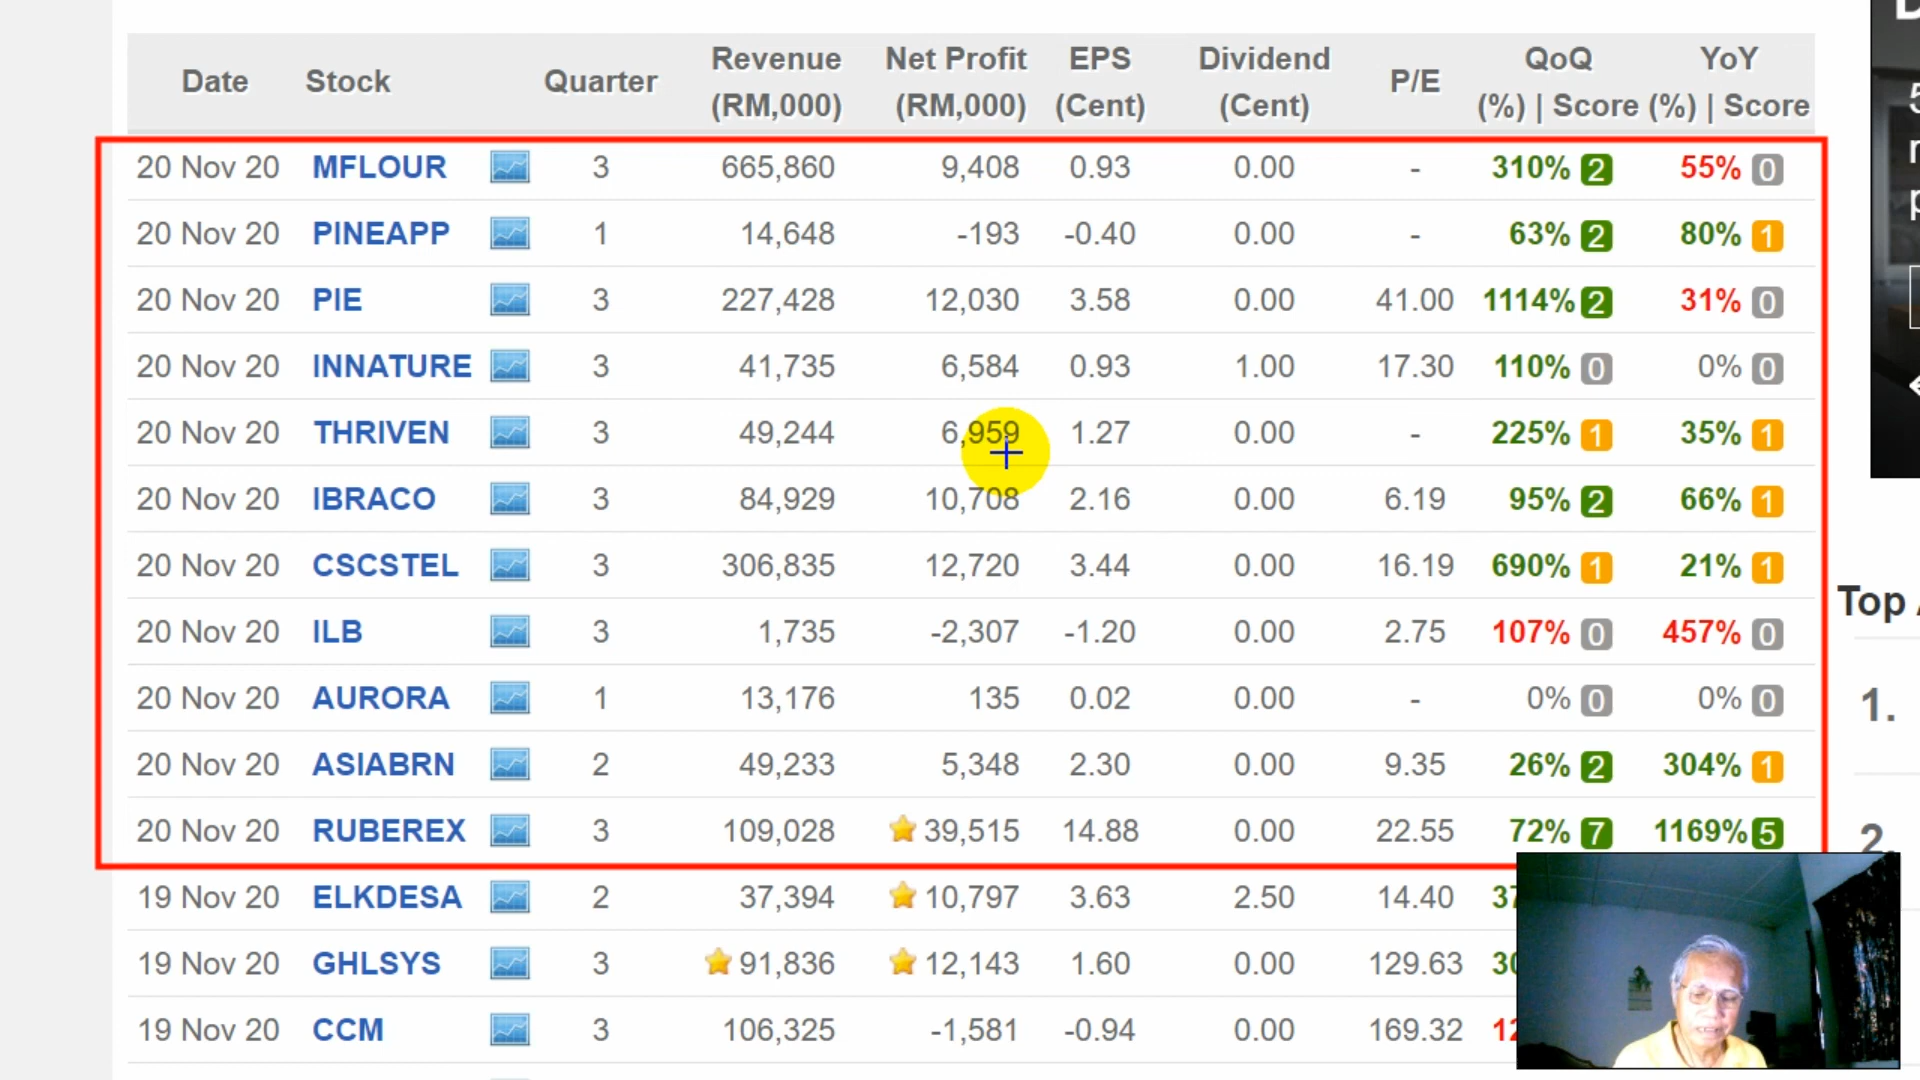 Date Stock Quarter Revenue (RM,000) Net Profit (RM,000) EPS (Cent) Dividend (Cent) P/E QoQ (%) | Score YoY (%) | Score
20 Nov 20 MFLOUR 3 665,860 9,408 0.93 0.00 - 310% 2 55% 0
20 Nov 20 PINEAPP 1 14,648 -193 -0.40 0.00 - 63% 2 80% 1
20 Nov 20 PIE 3 227,428 12,030 3.58 0.00 41.00 1114% 2 31% 0
20 Nov 20 INNATURE 3 41,735 6,584 0.93 1.00 17.30 110% 0 0% 0
20 Nov 20 THRIVEN 3 49,244 6,959 1.27 0.00 - 225% 1 35% 1
20 Nov 20 IBRACO 3 84,929 10,708 2.16 0.00 6.19 95% 2 66% 1
20 Nov 20 CSCSTEL 3 306,835 12,720 3.44 0.00 16.19 690% 1 21% 1
20 Nov 20 ILB 3 1,735 -2,307 -1.20 0.00 2.75 107% 0 457% 0
20 Nov 20 AURORA 1 13,176 135 0.02 0.00 - 0% 0 0% 0
20 Nov 20 ASIABRN 2 49,233 5,348 2.30 0.00 9.35 26% 2 304% 1
20 Nov 20 RUBEREX 3 109,028 39,515 14.88 0.00 22.55 72% 7 1169% 5
19 Nov 20 ELKDESA 2 37,394 10,797 3.63 2.50 14.40
19 Nov 20 GHLSYS 3 91,836 12,143 1.60 0.00 129.63
19 Nov 20 CCM 3 106,325 -1,581 -0.94 0.00 169.32
Top
1.
2.